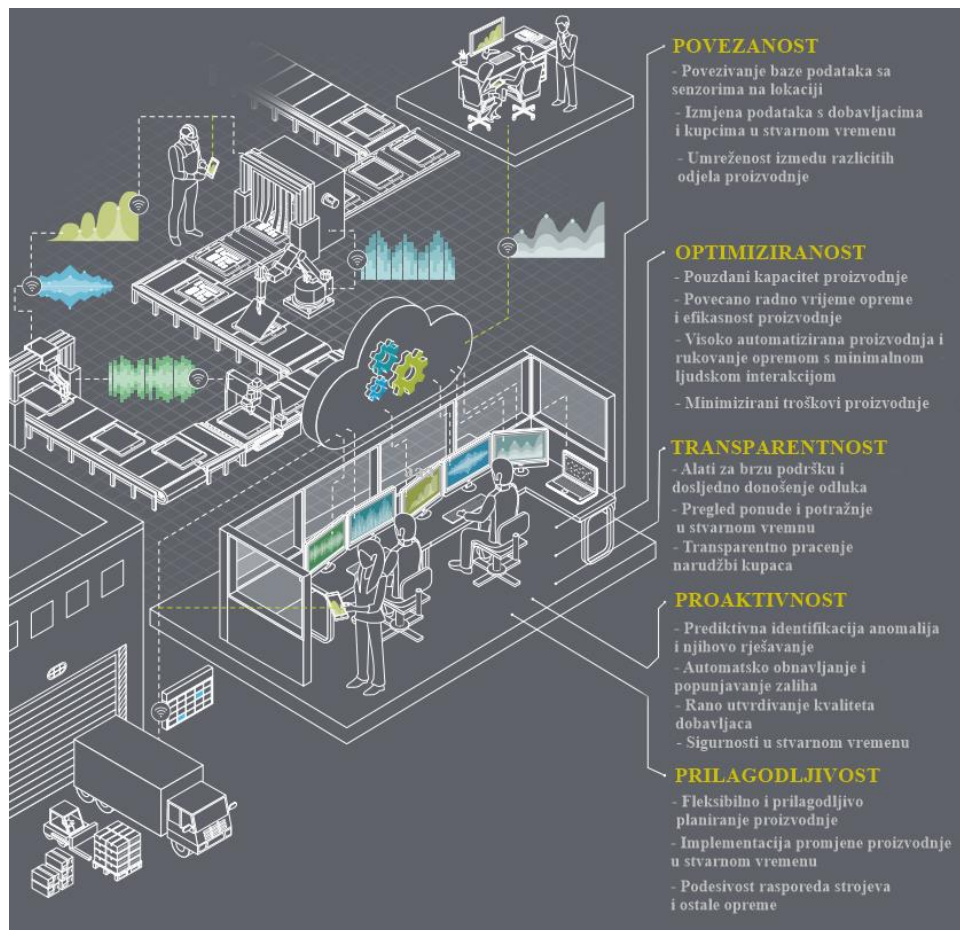 POVEZANOST
- Povezivanje baze podataka sa
senzorima na lokaciji
- Izmjena podataka s dobavljacima
i kupcima u stvarnom vremenu
- Umreženost izmedu razlicitih
odjela proizvodnje
OPTIMIZIRANOST
- Pouzdani kapacitet proizvodnje
- Povecano radno vrijeme opreme
i efikasnost proizvodnje
- Visoko automatizirana proizvodnja i
rukovanje opremom s minimalnom
ljudskom interakcijom
- Minimizirani troškovi proizvodnje
TRANSPARENTNOST
- Alati za brzu podršku i
dosljedno donošenje odluka
- Pregled ponude i potražnje
u stvarnom vremnu
- Transparentno pracenje
narudžbi kupaca
PROAKTIVNOST
- Prediktivna identifikacija anomalija
i njihovo rješavanje
- Automatsko obnavljanje i
popunjavanje zaliha
- Rano utvrdivanje kvaliteta
dobavljaca
- Sigurnosti u stvarnom vremenu
PRILAGODLJIVOST
- Fleksibilno i prilagodljivo
planiranje proizvodnje
- Implementacija promjene proizvodnje
u stvarnom vremenu
- Podesivost rasporeda strojeva
i ostale opreme